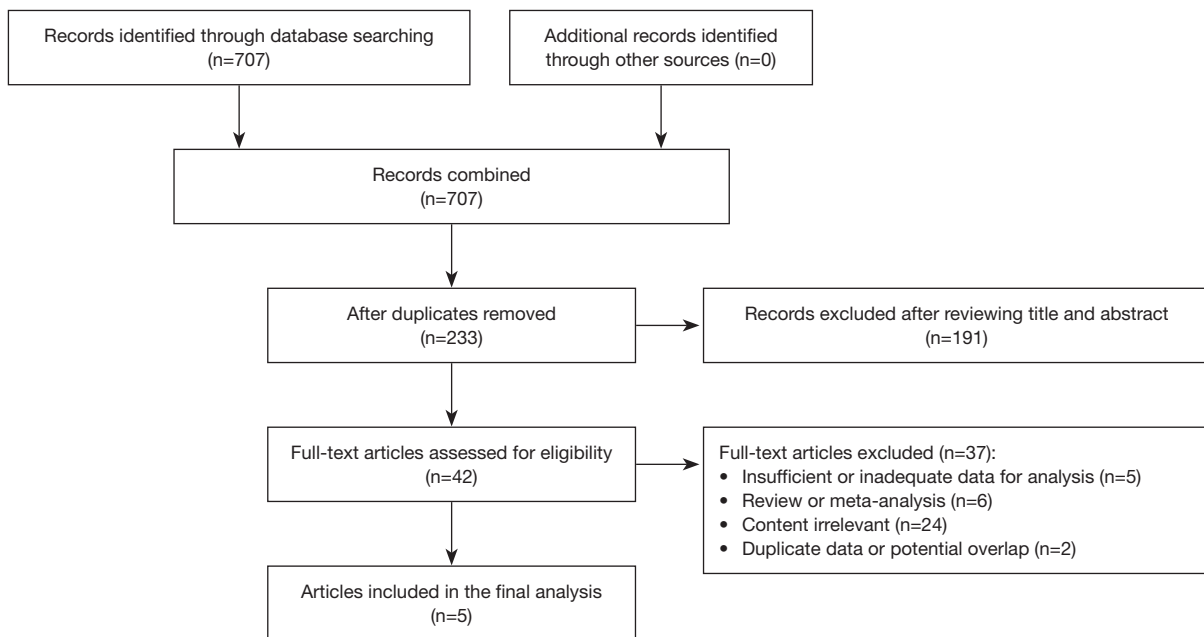 Records identified through database searching
(n=707)
Additional records identified
through other sources (n=0)
Records combined
(n=707)
After duplicates removed
(n=233)
Records excluded after reviewing title and abstract
(n=191)
Full-text articles assessed for eligibility
(n=42)
Full-text articles excluded (n=37):
• Insufficient or inadequate data for analysis (n=5)
• Review or meta-analysis (n=6)
• Content irrelevant (n=24)
• Duplicate data or potential overlap (n=2)
Articles included in the final analysis
(n=5)